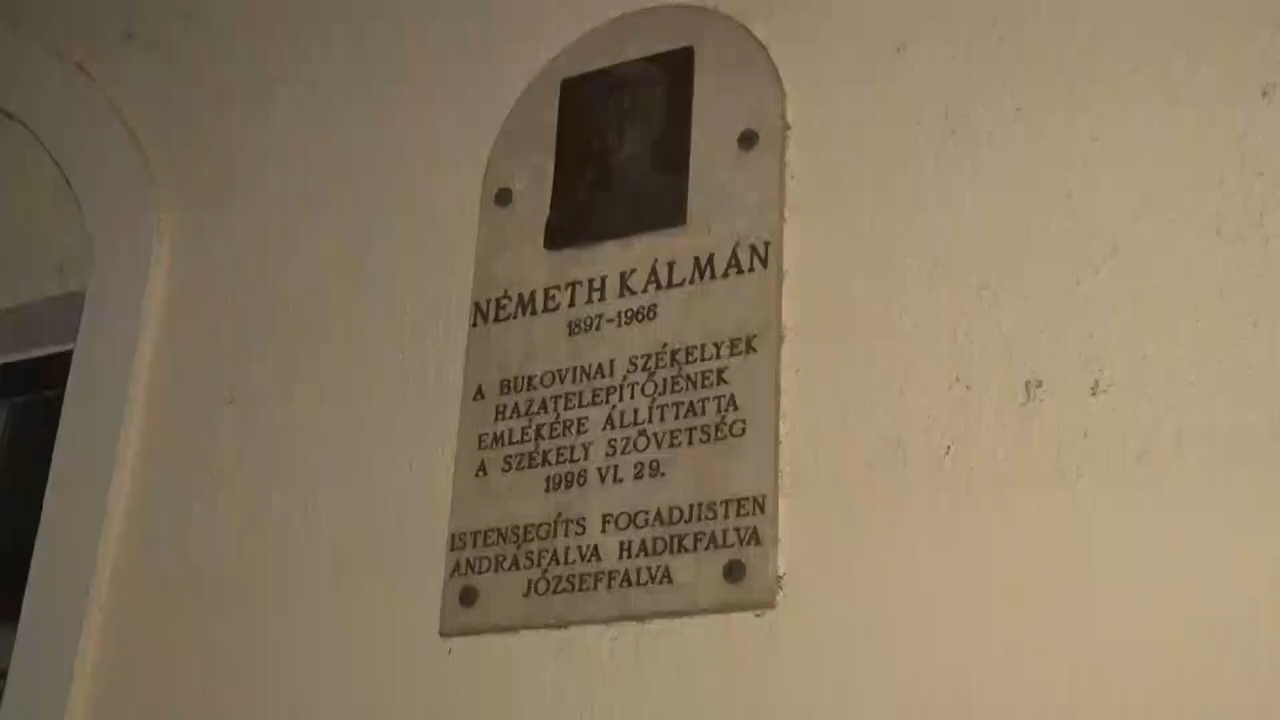 NÉMETH KÁLMÁN
1897-1966
A BUKOVINAI SZÉKELYEK
HAZATELEPÍTŐJÉNEK
EMLÉKÉRE ÁLLÍTTATTA
A SZÉKELY SZÖVETSÉG
1996 VI. 29.
ISTENSEGÍTS FOGADJISTEN
ANDRÁSFALVA HADIKFALVA
JÓZSEFFALVA